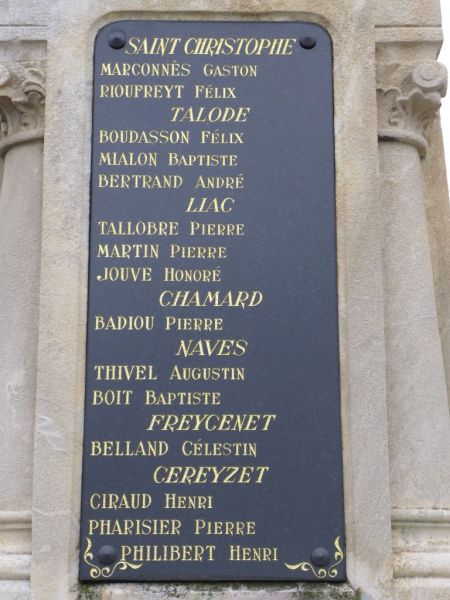 SAINT CHRISTOPHE
MARCONNÈS GASTON
RIOUFREYT FÉLIX
TALODE
BOUDASSON FÉLIX
MIALON BAPTISTE
BERTRAND ANDRÉ
LIAC
TALLOBRE PIERRE
MARTIN PIERRE
JOUVE HONORÉ
CHAMARD
BADIOU PIERRE
NAVES
THIVEL AUGUSTIN
BOIT BAPTISTE
FREYCENET
BELLAND CÉLESTIN
CEREYZET
CIRAUD HENRI
PHARISIER PIERRE
PHILIBERT HENRI